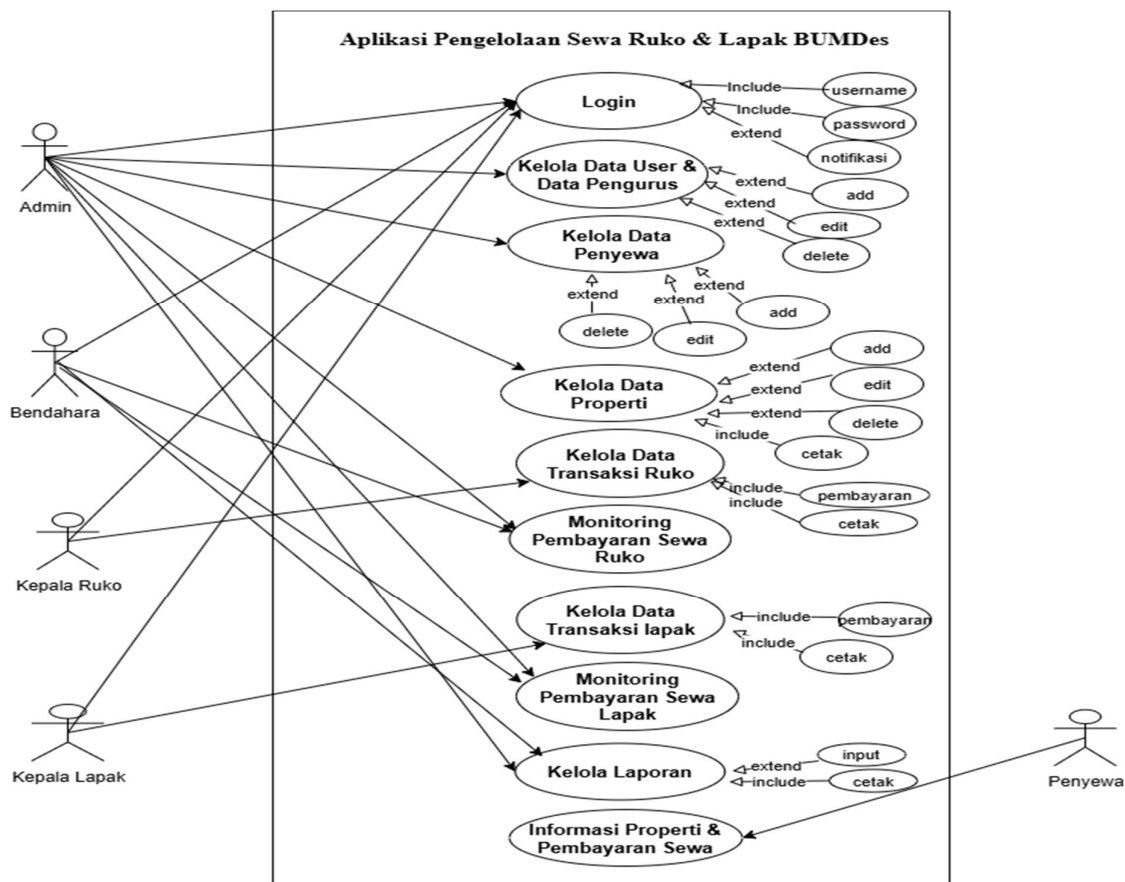 Aplikasi Pengelolaan Sewa Ruko & Lapak BUMDes
Login
Include
username
Include
password
extend
notifikasi
Admin
Kelola Data User &
Data Pengurus
extend
add
extend
edit
extend
delete
Kelola Data
Penyewa
extend
delete
extend
edit
extend
add
Bendahara
Kelola Data
Properti
extend
add
extend
edit
extend
delete
include
cetak
Kelola Data
Transaksi Ruko
include
pembayaran
include
cetak
Kepala Ruko
Monitoring
Pembayaran Sewa
Ruko
Kelola Data
Transaksi lapak
include
pembayaran
include
cetak
Monitoring
Pembayaran Sewa
Lapak
Kepala Lapak
Kelola Laporan
extend
input
include
cetak
Penyewa
Informasi Properti &
Pembayaran Sewa